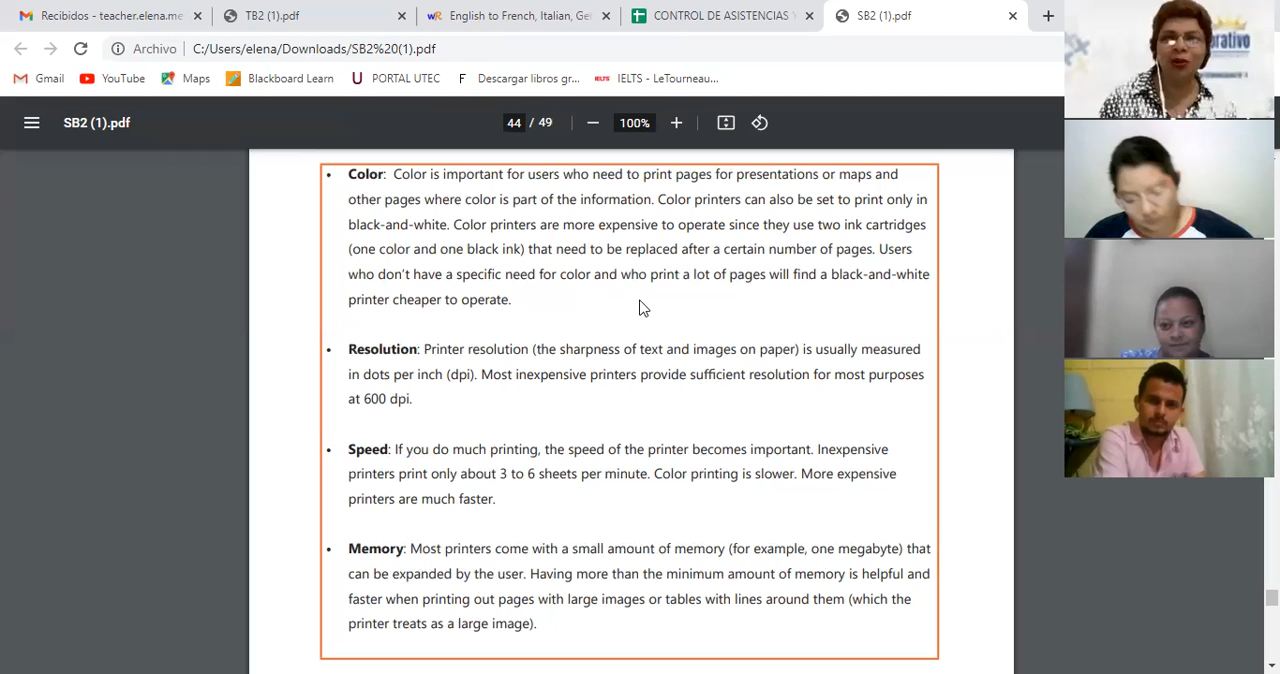 Recibidos - teacher.elena.me
TB2 (1).pdf
English to French, Italian, Ger
CONTROL DE ASISTENCIAS Y
SB2 (1).pdf
Archivo
C:/Users/elena/Downloads/SB2%20(1).pdf
Gmail
YouTube
Maps
Blackboard Learn
PORTAL UTEC
Descargar libros gr...
IELTS - LeTourneau...
SB2 (1).pdf
44 / 49
100%
• Color: Color is important for users who need to print pages for presentations or maps and
other pages where color is part of the information. Color printers can also be set to print only in
black-and-white. Color printers are more expensive to operate since they use two ink cartridges
(one color and one black ink) that need to be replaced after a certain number of pages. Users
who don't have a specific need for color and who print a lot of pages will find a black-and-white
printer cheaper to operate.
• Resolution: Printer resolution (the sharpness of text and images on paper) is usually measured
in dots per inch (dpi). Most inexpensive printers provide sufficient resolution for most purposes
at 600 dpi.
• Speed: If you do much printing, the speed of the printer becomes important. Inexpensive
printers print only about 3 to 6 sheets per minute. Color printing is slower. More expensive
printers are much faster.
• Memory: Most printers come with a small amount of memory (for example, one megabyte) that
can be expanded by the user. Having more than the minimum amount of memory is helpful and
faster when printing out pages with large images or tables with lines around them (which the
printer treats as a large image).